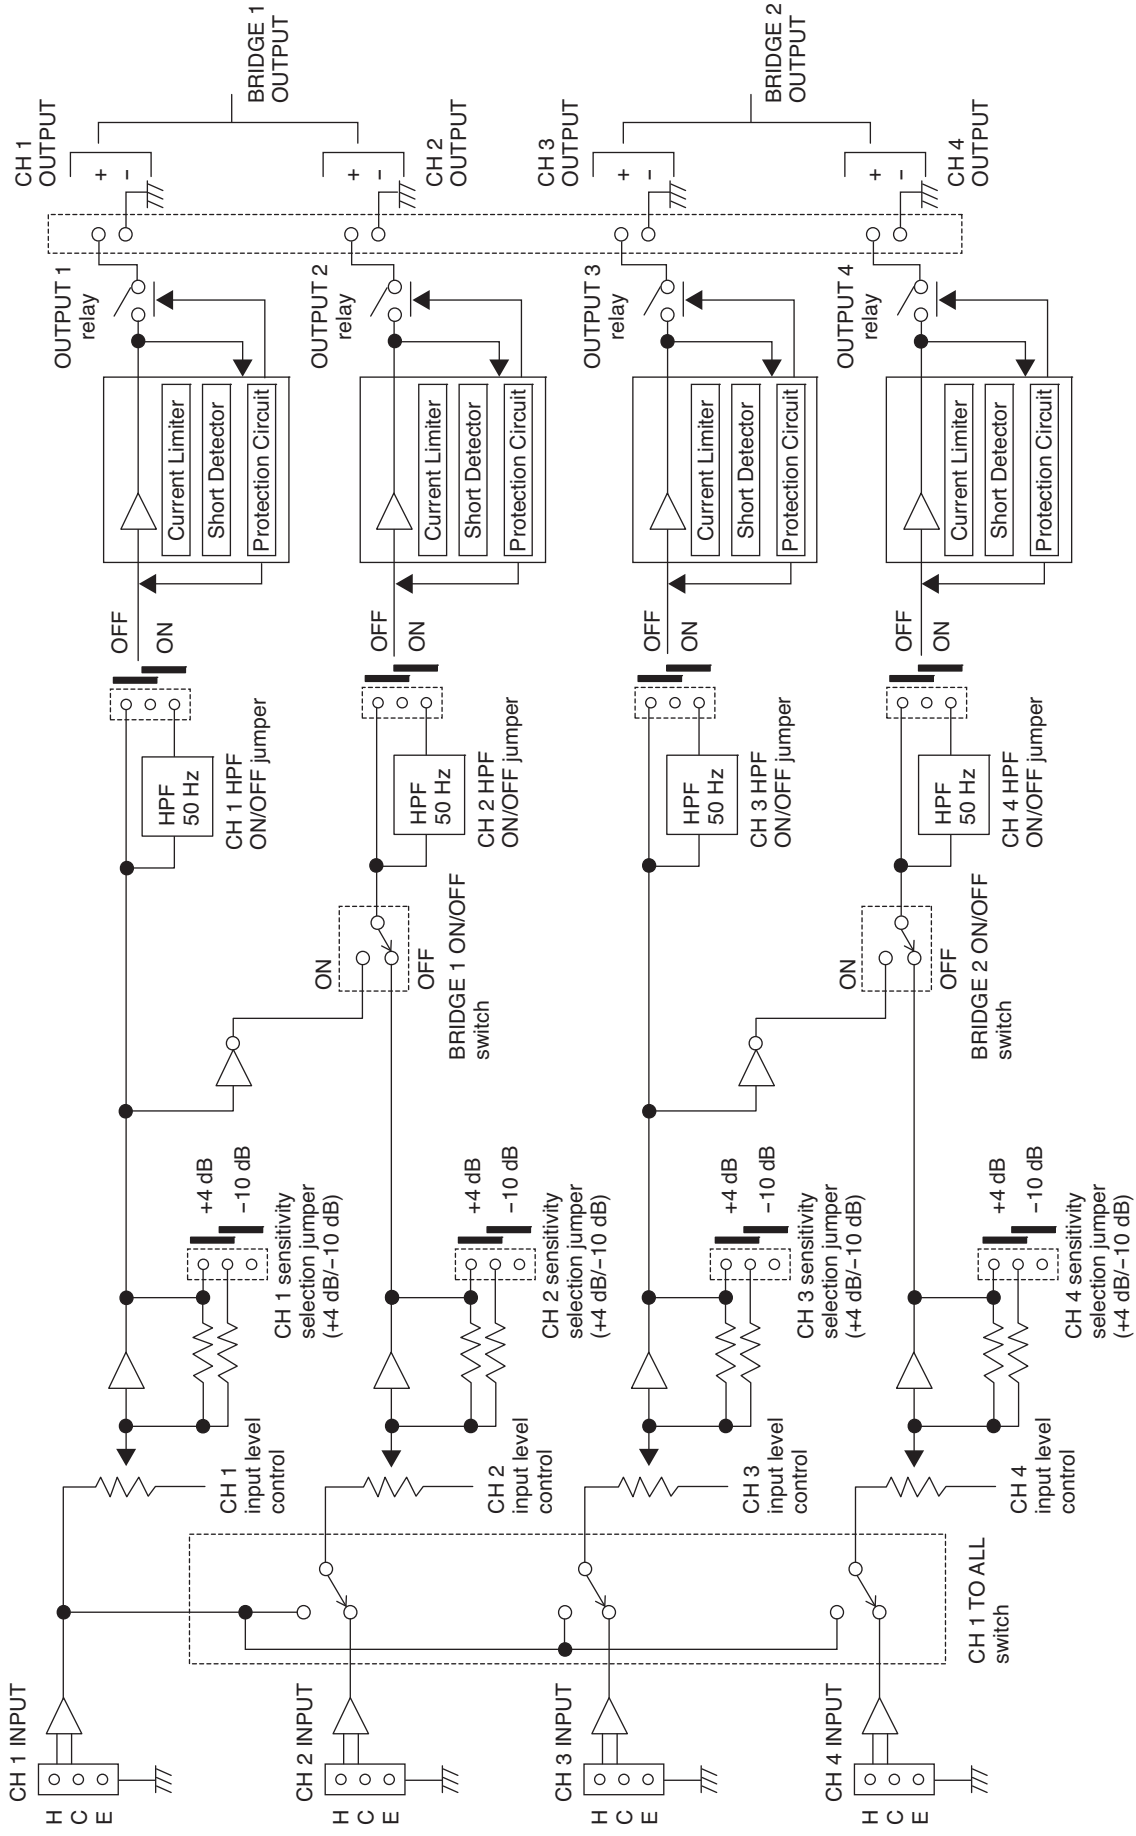 CH 1 INPUT
H
C
E
CH 1
input level
control
CH 1 sensitivity
selection jumper
(+4 dB/−10 dB)
+4 dB
−10 dB
HPF
50 Hz
CH 1 HPF
ON/OFF jumper
OFF
ON
Current Limiter
Short Detector
Protection Circuit
OUTPUT 1
relay
CH 1
OUTPUT
+
−
BRIDGE 1
OUTPUT
CH 2 INPUT
H
C
E
CH 2
input level
control
CH 2 sensitivity
selection jumper
(+4 dB/−10 dB)
+4 dB
−10 dB
ON
OFF
BRIDGE 1 ON/OFF
switch
HPF
50 Hz
CH 2 HPF
ON/OFF jumper
OFF
ON
Current Limiter
Short Detector
Protection Circuit
OUTPUT 2
relay
+
−
CH 2
OUTPUT
CH 3 INPUT
H
C
E
CH 3
input level
control
CH 3 sensitivity
selection jumper
(+4 dB/−10 dB)
+4 dB
−10 dB
HPF
50 Hz
CH 3 HPF
ON/OFF jumper
OFF
ON
Current Limiter
Short Detector
Protection Circuit
OUTPUT 3
relay
CH 3
OUTPUT
+
−
BRIDGE 2
OUTPUT
CH 4 INPUT
H
C
E
CH 1 TO ALL
switch
CH 4
input level
control
CH 4 sensitivity
selection jumper
(+4 dB/−10 dB)
+4 dB
−10 dB
ON
OFF
BRIDGE 2 ON/OFF
switch
HPF
50 Hz
CH 4 HPF
ON/OFF jumper
OFF
ON
Current Limiter
Short Detector
Protection Circuit
OUTPUT 4
relay
+
−
CH 4
OUTPUT